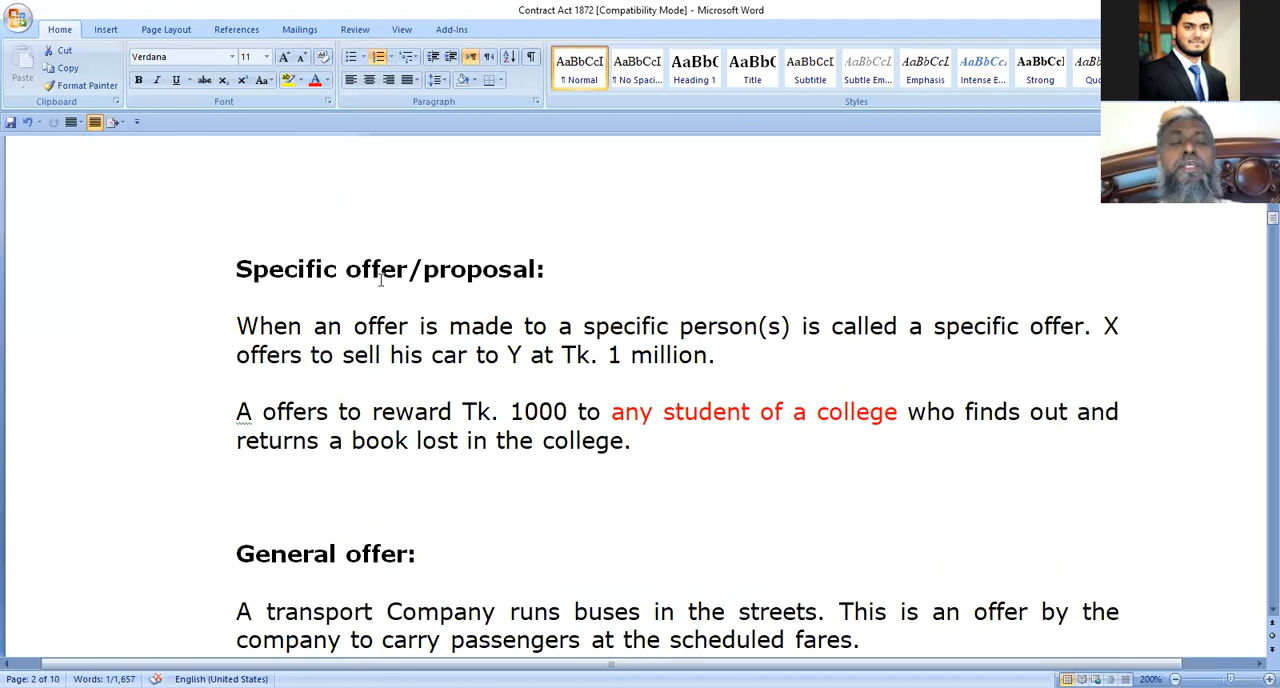 Contract Act 1872 [Compatibility Mode] - Microsoft Word
Home Insert Page Layout References Mailings Review View Add-Ins
Paste
Cut
Copy
Format Painter
Clipboard
Verdana 11
Font
Paragraph
AaBbCcI AaBbCcI AaBbC AaBb( AaBbCcI AaBbCcI AaBbCcI AaBbCcI AaBbCcI
¶ Normal ¶ No Spaci... Heading 1 Title Subtitle Subtle Em... Emphasis Intense E... Strong
Styles
Specific offer/proposal:
When an offer is made to a specific person(s) is called a specific offer. X
offers to sell his car to Y at Tk. 1 million.
A offers to reward Tk. 1000 to any student of a college who finds out and
returns a book lost in the college.
General offer:
A transport Company runs buses in the streets. This is an offer by the
company to carry passengers at the scheduled fares.
Page: 2 of 10 Words: 1/1,657 English (United States) 200%